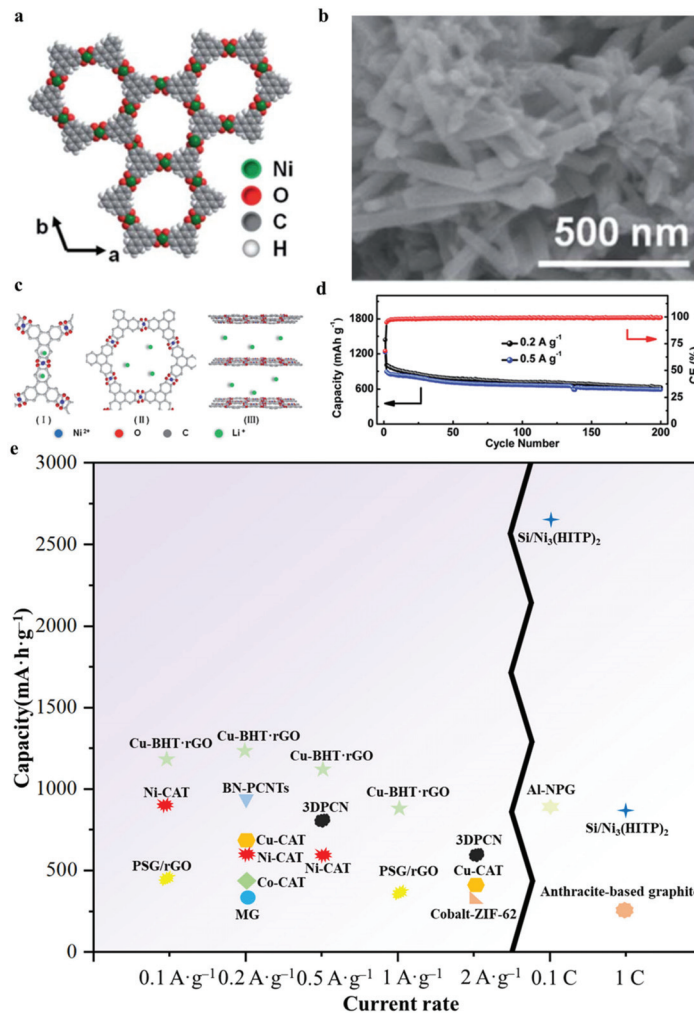 a
Ni
O
C
H
b
a
b
500 nm
c
(I)
(II)
(III)
Ni²⁺
O
C
Li⁺
d
Capacity (mAh g⁻¹)
1800
1400
1000
600
200
0.2 A g⁻¹
0.5 A g⁻¹
100
75
50
25
0
CE (%)
0
50
100
150
200
Cycle Number
e
Capacity(mA·h·g⁻¹)
3000
2500
2000
1500
1000
500
0
Si/Ni₃(HITP)₂
Cu-BHT·rGO
Cu-BHT·rGO
Cu-BHT·rGO
Ni-CAT
BN-PCNTs
3DPCN
Cu-BHT·rGO
Al-NPG
Si/Ni₃(HITP)₂
PSG/rGO
Cu-CAT
Ni-CAT
Co-CAT
MG
Ni-CAT
PSG/rGO
3DPCN
Cu-CAT
Cobalt-ZIF-62
Anthracite-based graphite
0.1 A·g⁻¹
0.2 A·g⁻¹
0.5 A·g⁻¹
1 A·g⁻¹
2 A·g⁻¹
0.1 C
1 C
Current rate